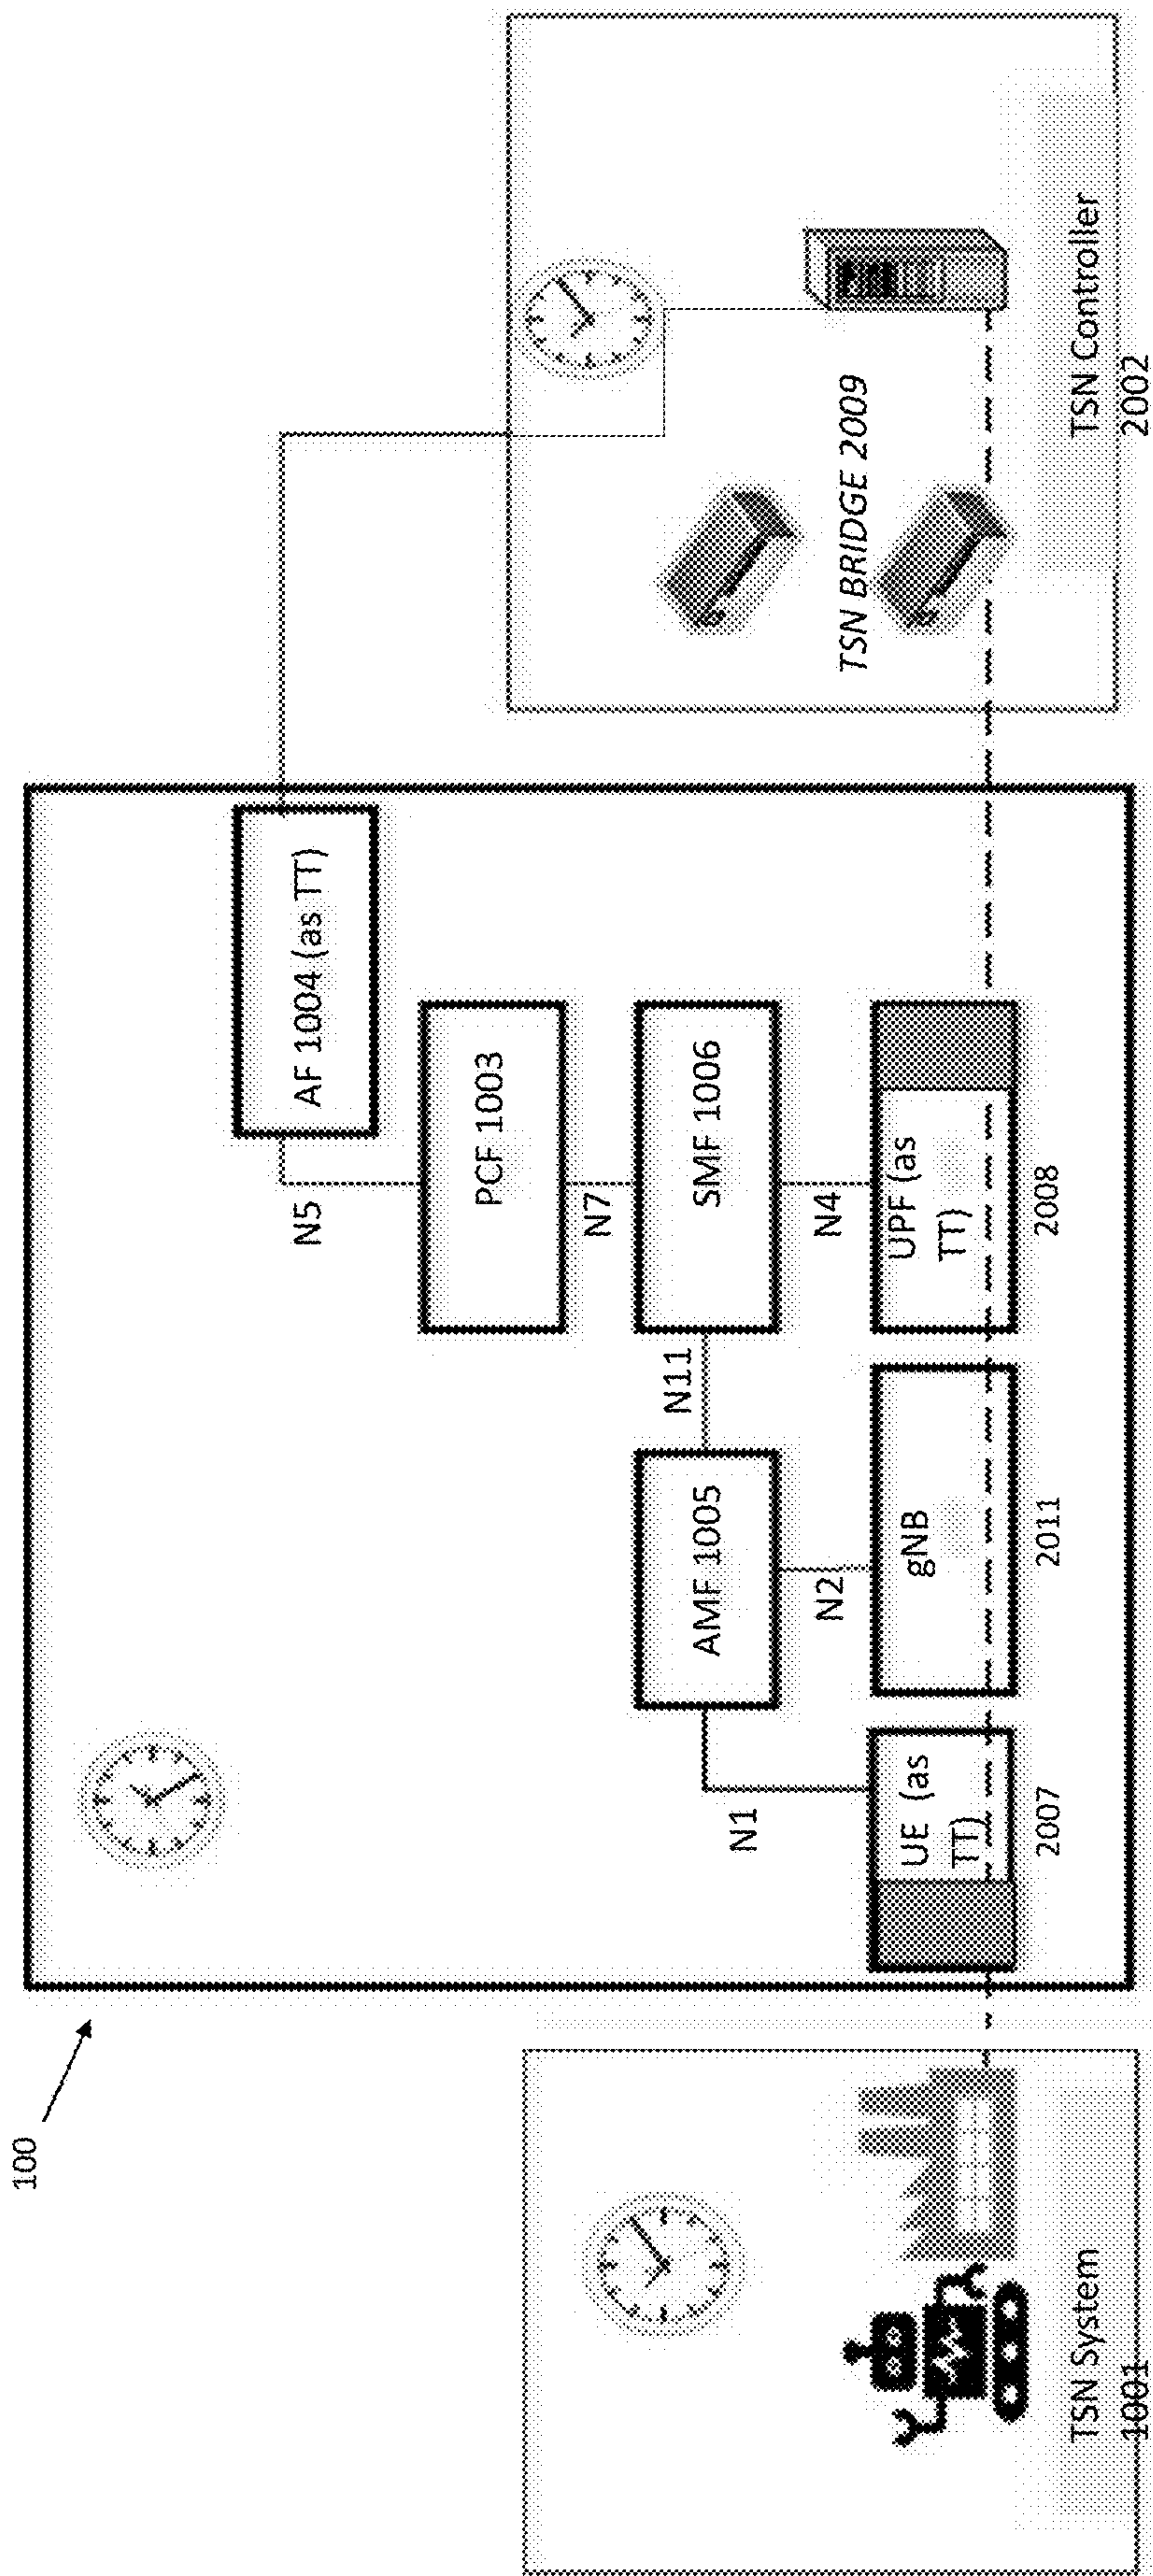 100
TSN System
1001
AF 1004 (as TT)
N5
PCF 1003
N7
AMF 1005
N11
SMF 1006
N1
N2
N4
UE (as
TT)
2007
gNB
2011
UPF (as
TT)
2008
TSN BRIDGE 2009
TSN Controller
2002